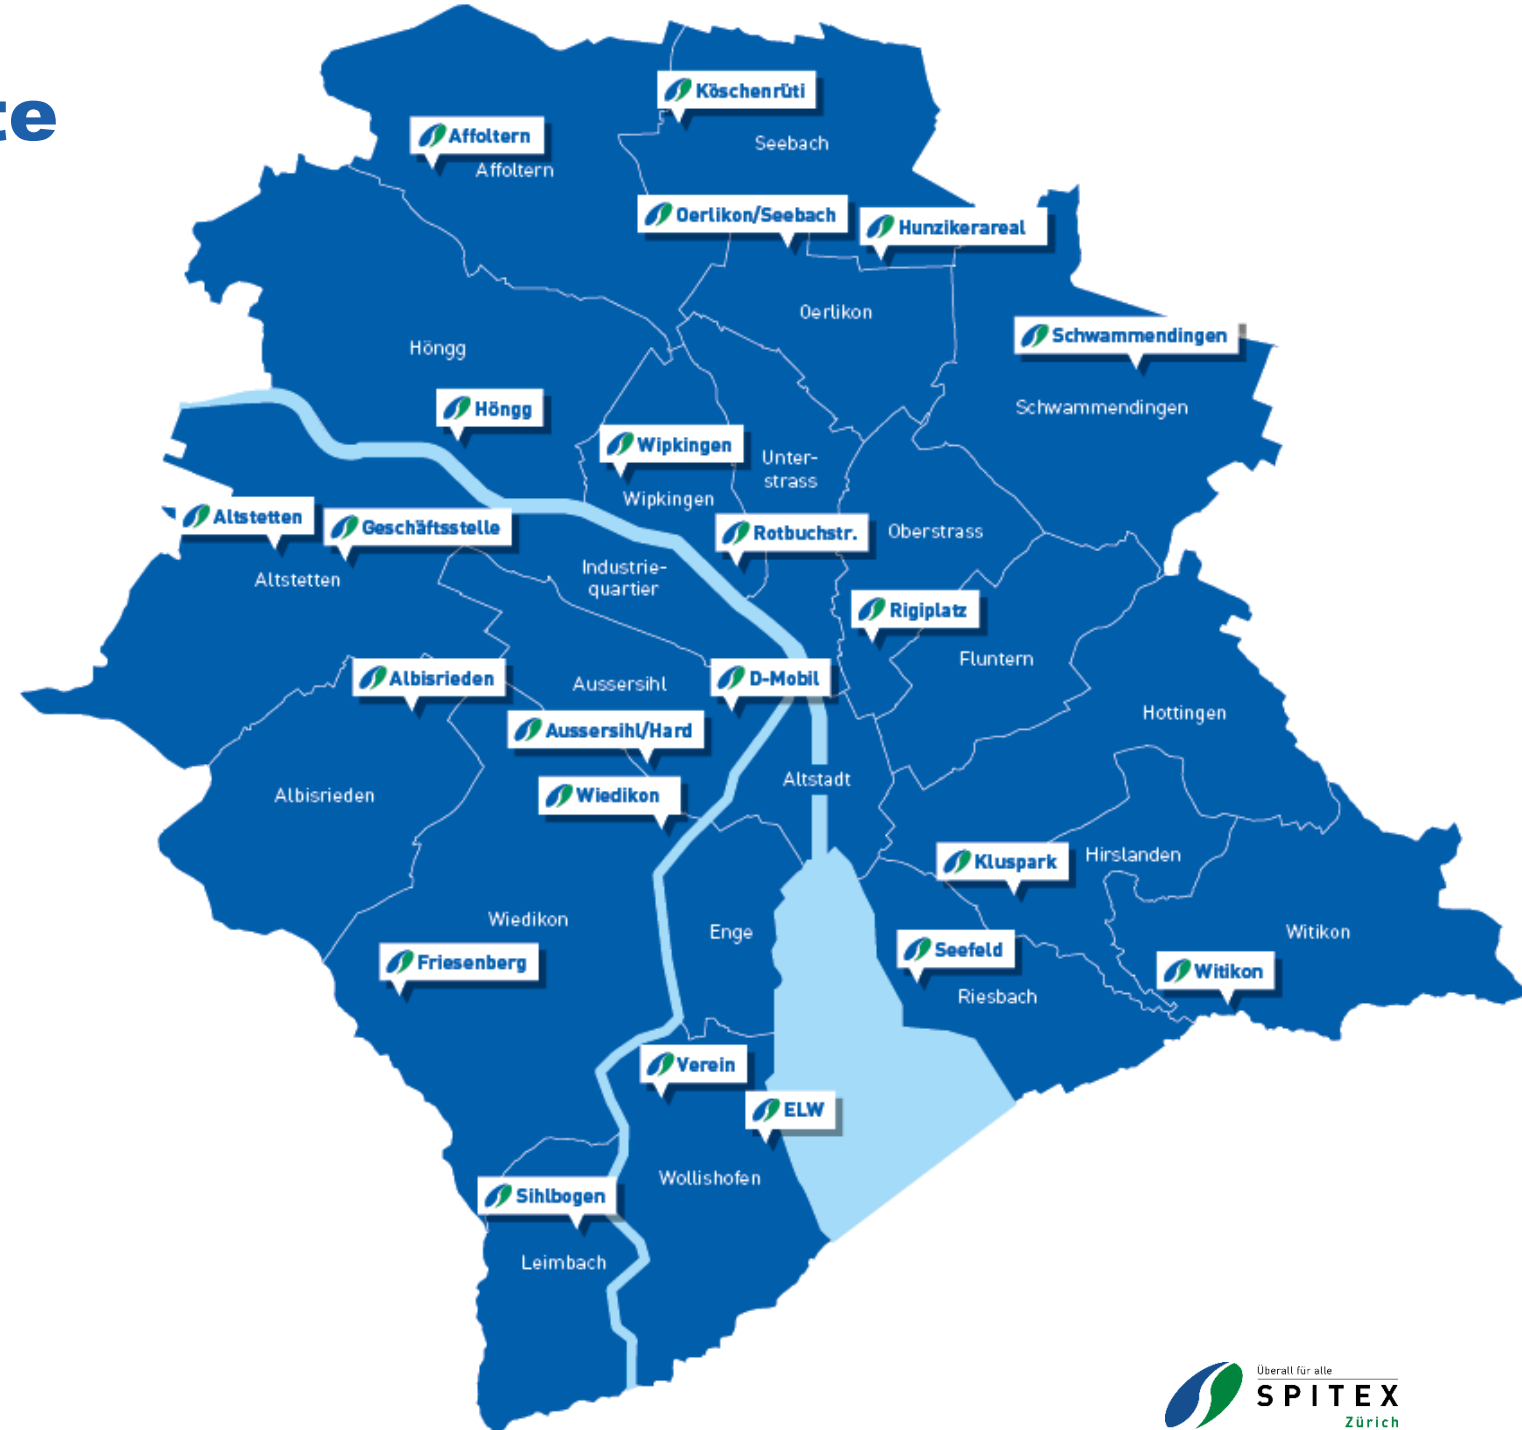 te
Köschenrüti
Affoltern
Seebach
Affoltern
Oerlikon/Seebach
Hunzikerareal
Oerlikon
Schwammendingen
Höngg
Höngg
Schwammendingen
Wipkingen
Unter-
strass
Wipkingen
Altstetten
Geschäftsstelle
Rotbuchstr.
Oberstrass
Industrie-
quartier
Altstetten
Rigiplatz
Fluntern
Albisrieden
Aussersihl
D-Mobil
Hottingen
Aussersihl/Hard
Altstadt
Albisrieden
Wiedikon
Kluspark
Hirslanden
Wiedikon
Enge
Witikon
Friesenberg
Seefeld
Witikon
Riesbach
Verein
ELW
Wollishofen
Sihlbogen
Leimbach
Überall für alle
SPITEX
Zürich